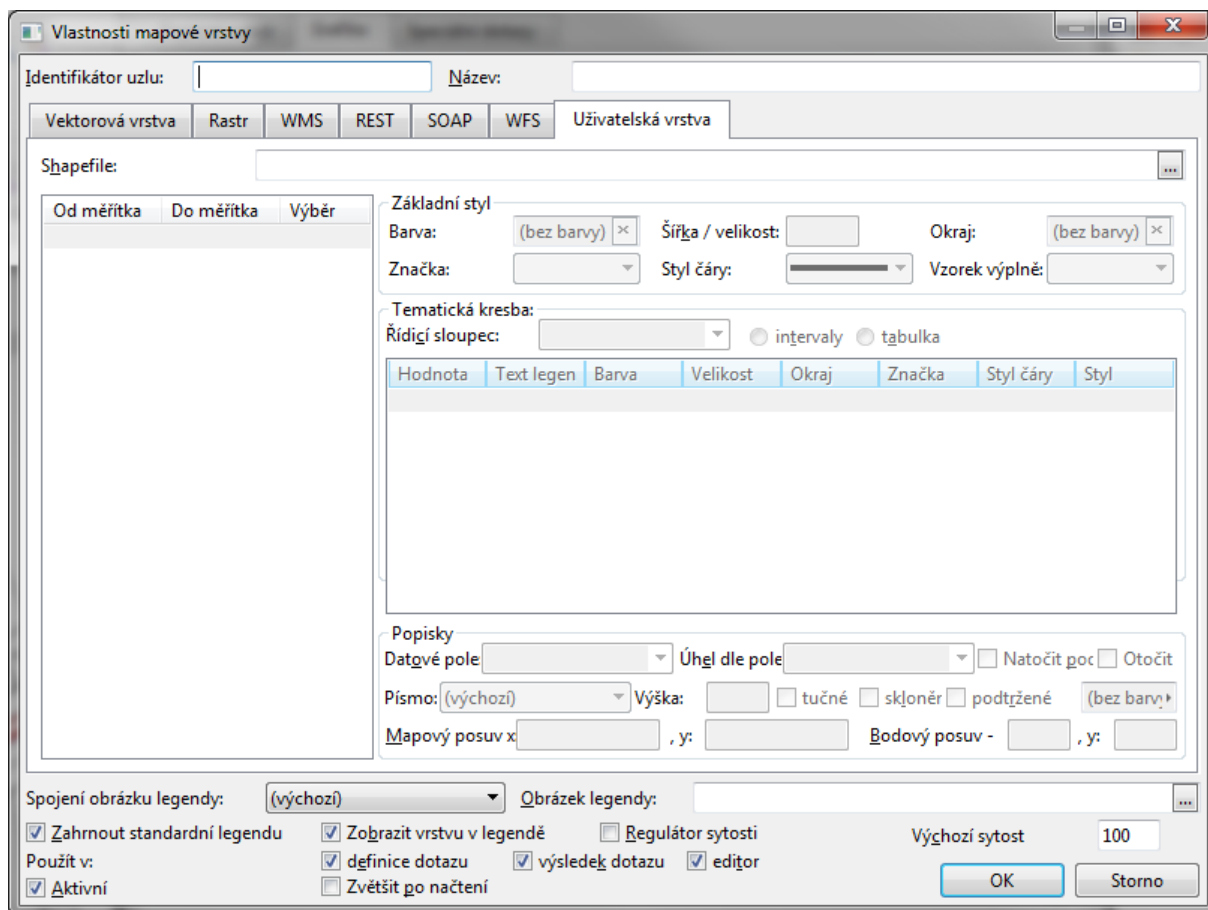 Vlastnosti mapové vrstvy
Identifikátor uzlu: Název:
Vektorová vrstva Rastr WMS REST SOAP WFS Uživatelská vrstva
Shapefile: ...
Od měřítka Do měřítka Výběr
Základní styl
Barva: (bez barvy) Šířka / velikost: Okraj: (bez barvy)
Značka: Styl čáry: Vzorek výplně:
Tematická kresba:
Řídicí sloupec: intervaly tabulka
Hodnota Text legen Barva Velikost Okraj Značka Styl čáry Styl
Popisky
Datové pole Úhel dle pole Natočit poc Otočit
Písmo: (výchozí) Výška: tučné skloněr podtržené (bez barvy
Mapový posuv x , y: Bodový posuv - , y:
Spojení obrázku legendy: (výchozí) Obrázek legendy: ...
Zahrnout standardní legendu Zobrazit vrstvu v legendě Regulátor sytosti Výchozí sytost 100
Použít v: definice dotazu výsledek dotazu editor
Aktivní Zvětšit po načtení OK Storno